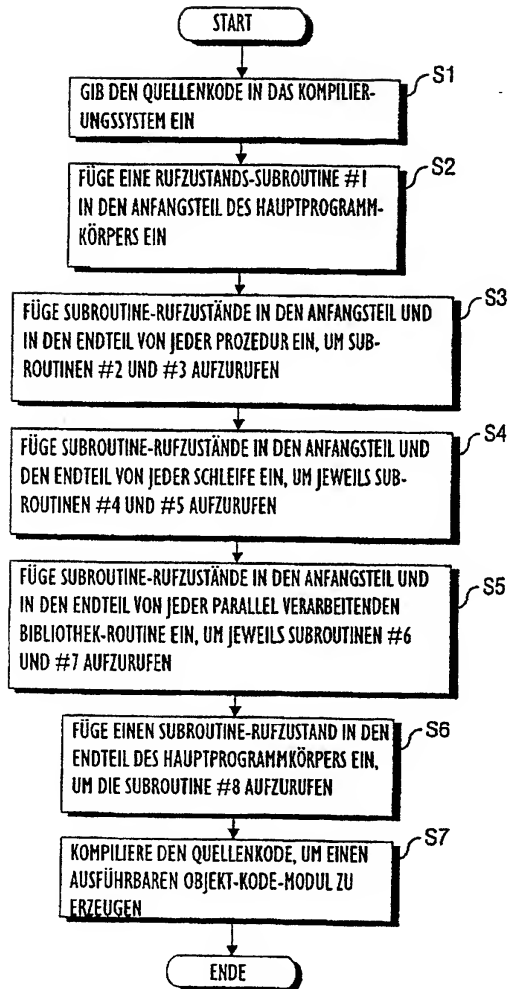 START
S1
GIB DEN QUELLENKODE IN DAS KOMPILIER-
UNGSSYSTEM EIN
S2
FÜGE EINE RUFZUSTANDS-SUBROUTINE #1
IN DEN ANFANGSTEIL DES HAUPTPROGRAMM-
KÖRPERS EIN
S3
FÜGE SUBROUTINE-RUFZUSTÄNDE IN DEN ANFANGSTEIL UND
IN DEN ENDTEIL VON JEDER PROZEDUR EIN, UM SUB-
ROUTINEN #2 UND #3 AUFZURUFEN
S4
FÜGE SUBROUTINE-RUFZUSTÄNDE IN DEN ANFANGSTEIL UND
DEN ENDTEIL VON JEDER SCHLEIFE EIN, UM JEWEILS SUB-
ROUTINEN #4 UND #5 AUFZURUFEN
S5
FÜGE SUBROUTINE-RUFZUSTÄNDE IN DEN ANFANGSTEIL UND
IN DEN ENDTEIL VON JEDER PARALLEL VERARBEITENDEN
BIBLIOTHEK-ROUTINE EIN, UM JEWEILS SUBROUTINEN #6
UND #7 AUFZURUFEN
S6
FÜGE EINEN SUBROUTINE-RUFZUSTAND IN DEN
ENDTEIL DES HAUPTPROGRAMMKÖRPERS EIN,
UM DIE SUBROUTINE #8 AUFZURUFEN
S7
KOMPILIERE DEN QUELLENKODE, UM EINEN
AUSFÜHRBAREN OBJEKT-KODE-MODUL ZU
ERZEUGEN
ENDE